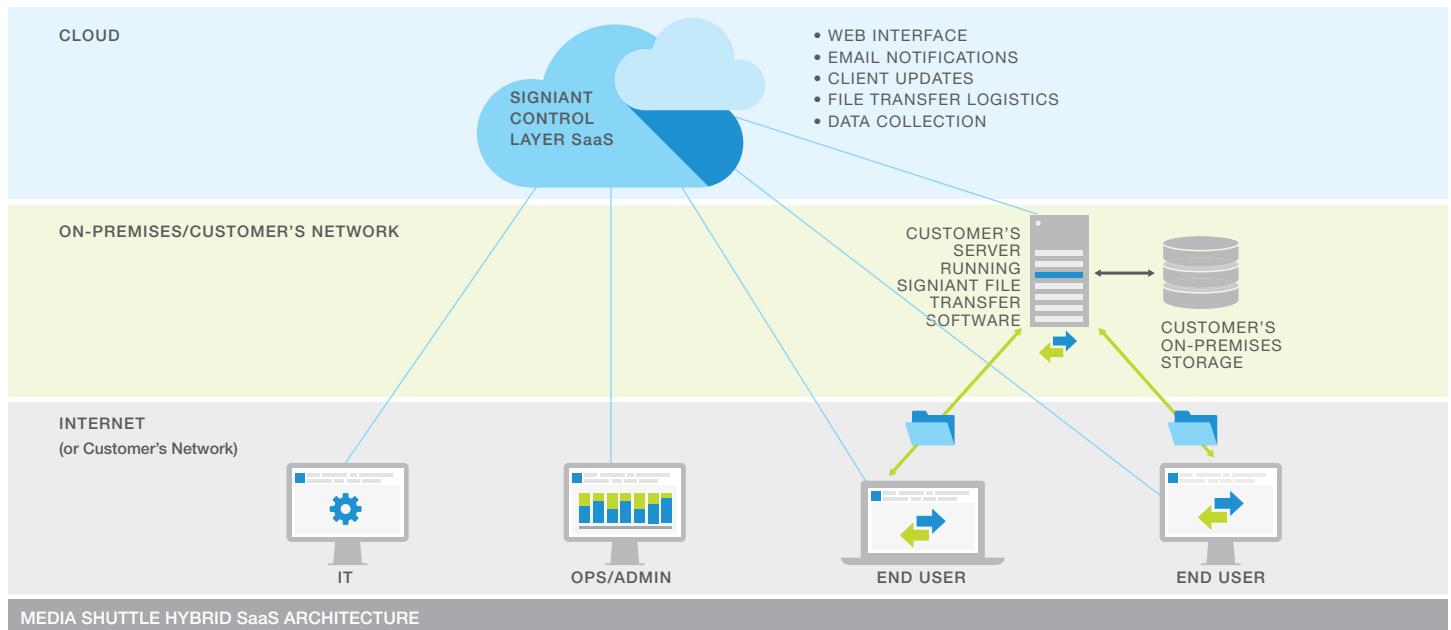 CLOUD
SIGNIANT
CONTROL
LAYER SaaS
• WEB INTERFACE
• EMAIL NOTIFICATIONS
• CLIENT UPDATES
• FILE TRANSFER LOGISTICS
• DATA COLLECTION
ON-PREMISES/CUSTOMER’S NETWORK
CUSTOMER’S
SERVER
RUNNING
SIGNIANT FILE
TRANSFER
SOFTWARE
CUSTOMER’S
ON-PREMISES
STORAGE
INTERNET
(or Customer’s Network)
IT
OPS/ADMIN
END USER
END USER
MEDIA SHUTTLE HYBRID SaaS ARCHITECTURE